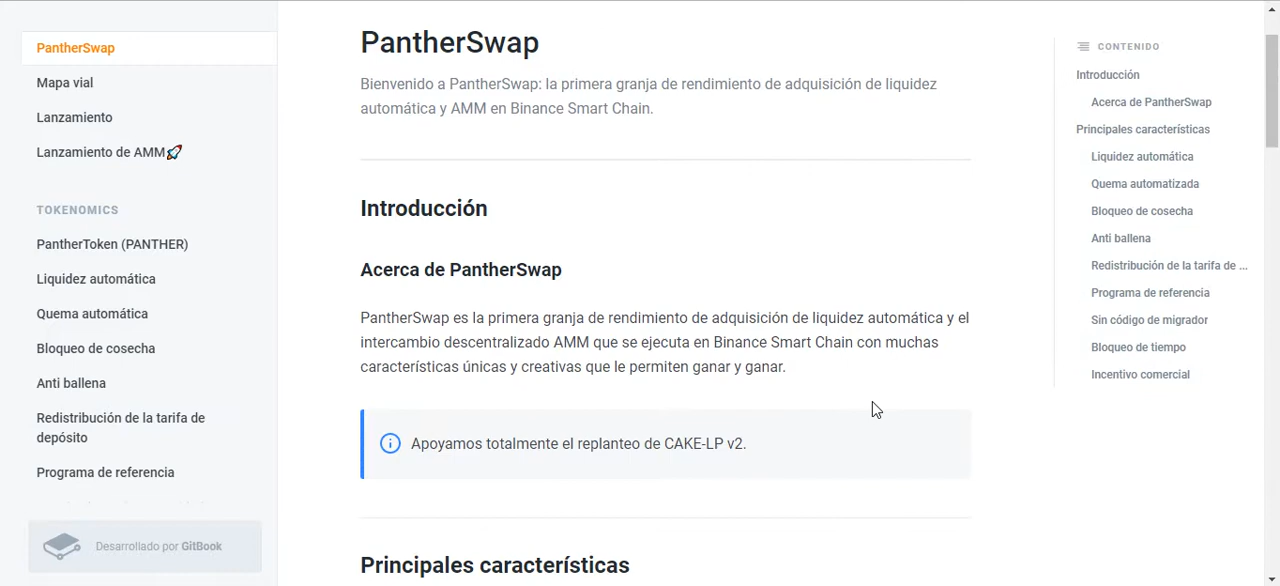 PantherSwap
Mapa vial
Lanzamiento
Lanzamiento de AMM🚀
TOKENOMICS
PantherToken (PANTHER)
Liquidez automática
Quema automática
Bloqueo de cosecha
Anti ballena
Redistribución de la tarifa de
depósito
Programa de referencia
Desarrollado por GitBook
PantherSwap
Bienvenido a PantherSwap: la primera granja de rendimiento de adquisición de liquidez
automática y AMM en Binance Smart Chain.
Introducción
Acerca de PantherSwap
PantherSwap es la primera granja de rendimiento de adquisición de liquidez automática y el
intercambio descentralizado AMM que se ejecuta en Binance Smart Chain con muchas
características únicas y creativas que le permiten ganar y ganar.
Apoyamos totalmente el replanteo de CAKE-LP v2.
Principales características
CONTENIDO
Introducción
Acerca de PantherSwap
Principales características
Liquidez automática
Quema automatizada
Bloqueo de cosecha
Anti ballena
Redistribución de la tarifa de ...
Programa de referencia
Sin código de migrador
Bloqueo de tiempo
Incentivo comercial